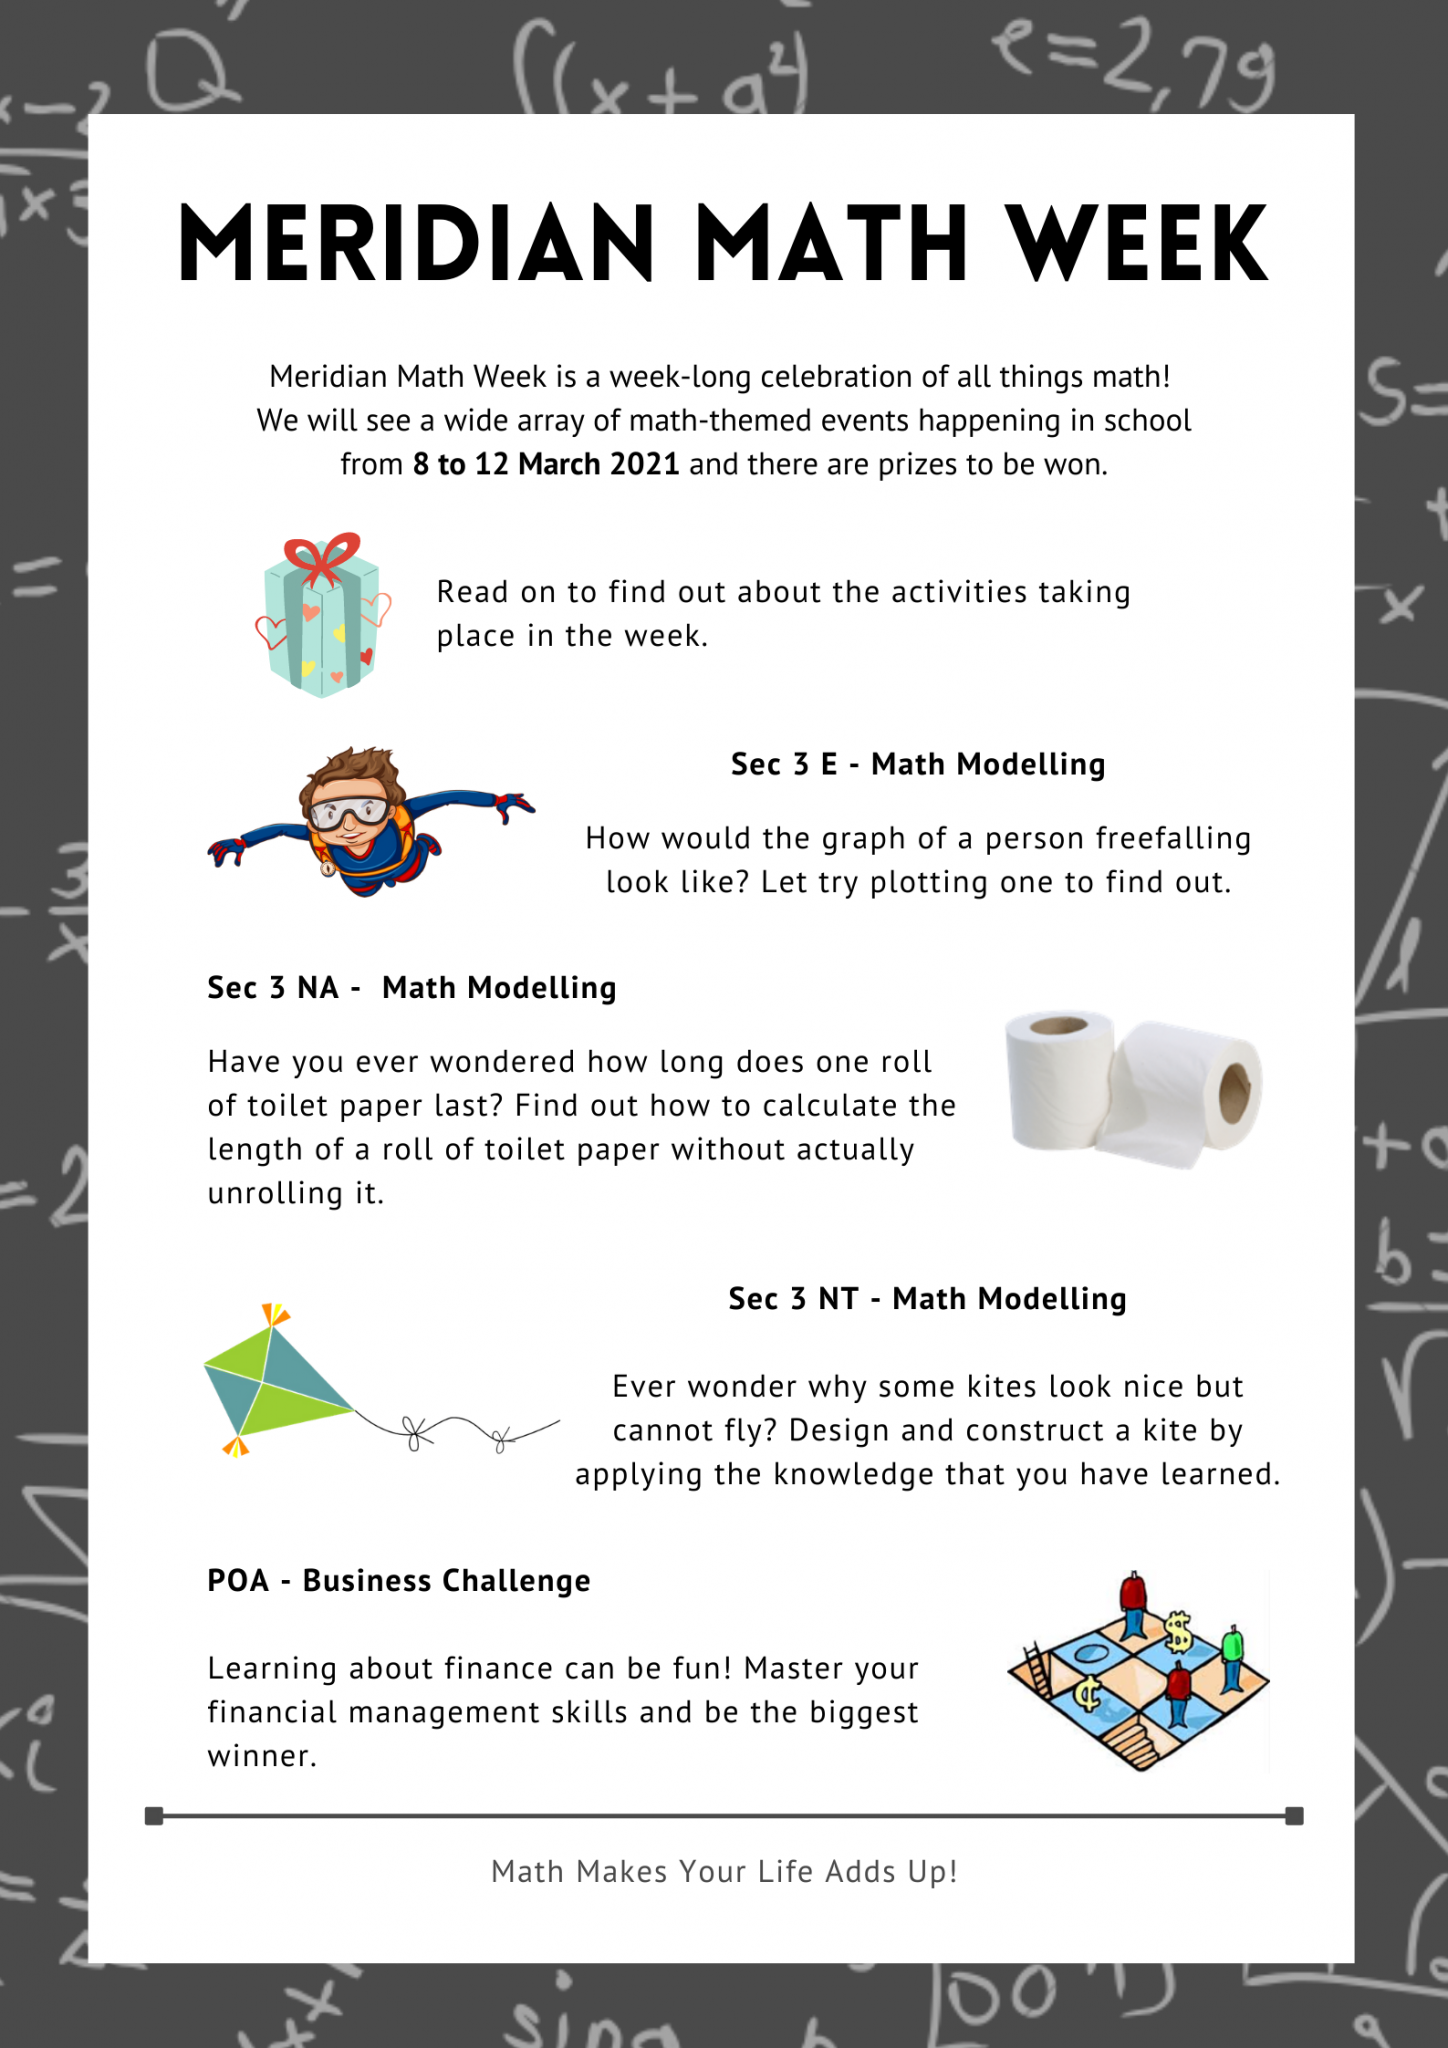 Q
((x+a²)
e=2,79
MERIDIAN MATH WEEK
Meridian Math Week is a week-long celebration of all things math!
We will see a wide array of math-themed events happening in school
from 8 to 12 March 2021 and there are prizes to be won.
Read on to find out about the activities taking
place in the week.
Sec 3 E - Math Modelling
How would the graph of a person freefalling
look like? Let try plotting one to find out.
Sec 3 NA -  Math Modelling
Have you ever wondered how long does one roll
of toilet paper last? Find out how to calculate the
length of a roll of toilet paper without actually
unrolling it.
Sec 3 NT - Math Modelling
Ever wonder why some kites look nice but
cannot fly? Design and construct a kite by
applying the knowledge that you have learned.
POA - Business Challenge
Learning about finance can be fun! Master your
financial management skills and be the biggest
winner.
Math Makes Your Life Adds Up!